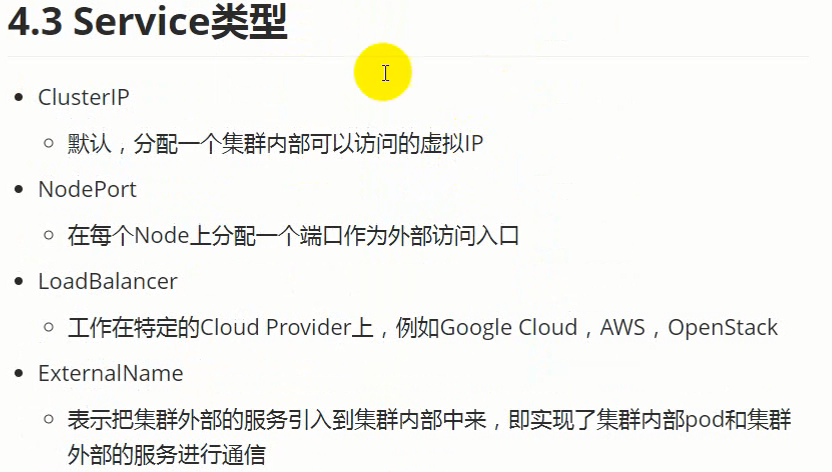 4.3 Service类型
ClusterIP
默认，分配一个集群内部可以访问的虚拟IP
NodePort
在每个Node上分配一个端口作为外部访问入口
LoadBalancer
工作在特定的Cloud Provider上，例如Google Cloud，AWS，OpenStack
ExternalName
表示把集群外部的服务引入到集群内部中来，即实现了集群内部pod和集群
外部的服务进行通信